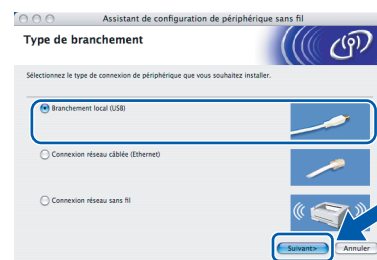 Assistant de configuration de périphérique sans fil
Type de branchement
Sélectionnez le type de connexion de périphérique que vous souhaitez installer.
Branchement local (USB)
Connexion réseau câblée (Ethernet)
Connexion réseau sans fil
Suivant>
Annuler